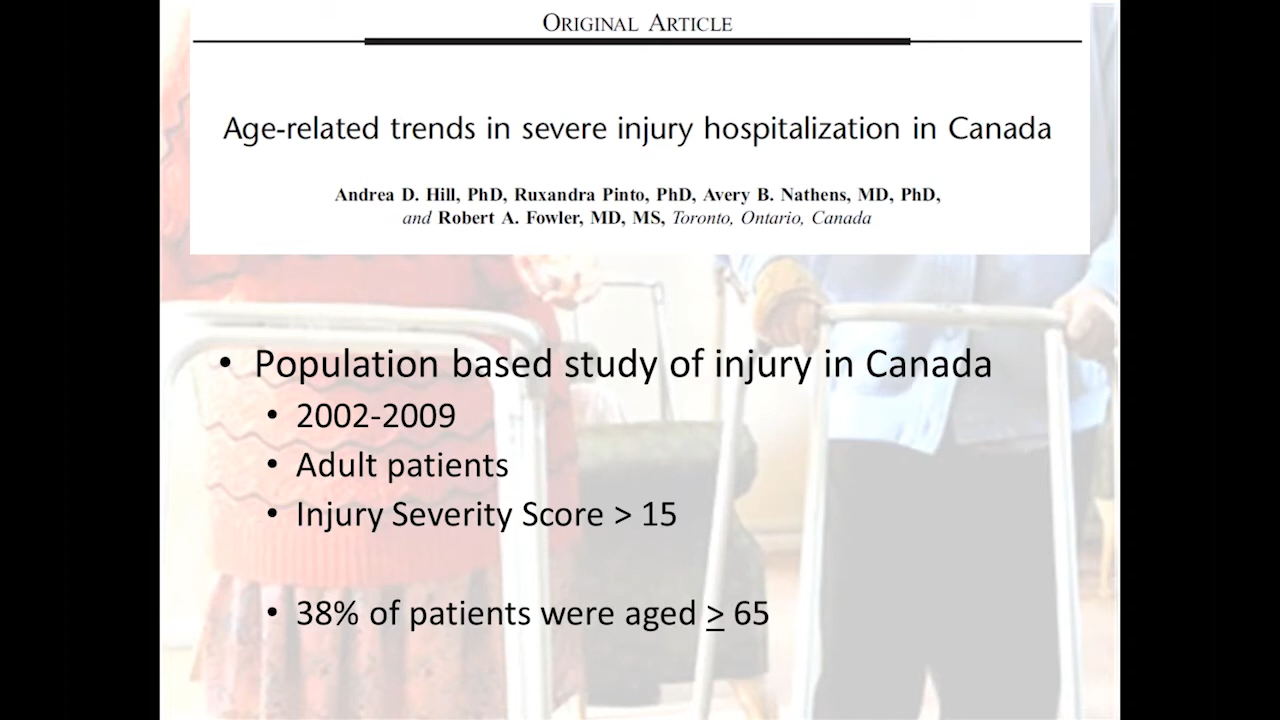 ORIGINAL ARTICLE
Age-related trends in severe injury hospitalization in Canada
Andrea D. Hill, PhD, Ruxandra Pinto, PhD, Avery B. Nathens, MD, PhD,
and Robert A. Fowler, MD, MS, Toronto, Ontario, Canada
• Population based study of injury in Canada
• 2002-2009
• Adult patients
• Injury Severity Score > 15
• 38% of patients were aged ≥ 65